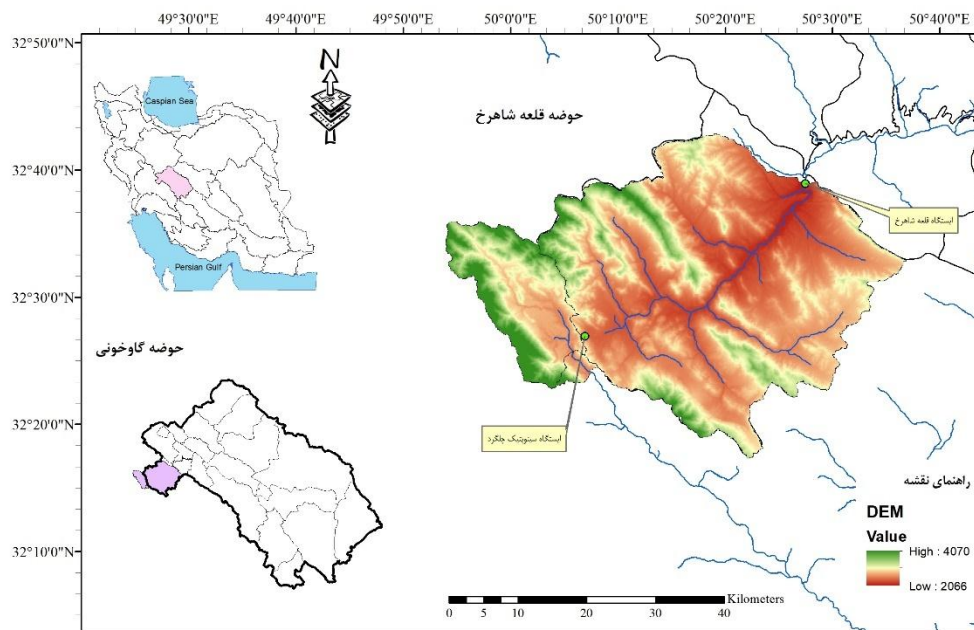 49°30'0"E 49°40'0"E 49°50'0"E 50°0'0"E 50°10'0"E 50°20'0"E 50°30'0"E 50°40'0"E
32°50'0"N
32°40'0"N
32°30'0"N
32°20'0"N
32°10'0"N
Caspian Sea
Persian Gulf
N
حوضه قلعه شاهرخ
ایستگاه قلعه شاهرخ
حوضه گاوخونی
ایستگاه سینوپتیک چلگرد
راهنمای نقشه
DEM
Value
High : 4070
Low : 2066
Kilometers
0 5 10 20 30 40